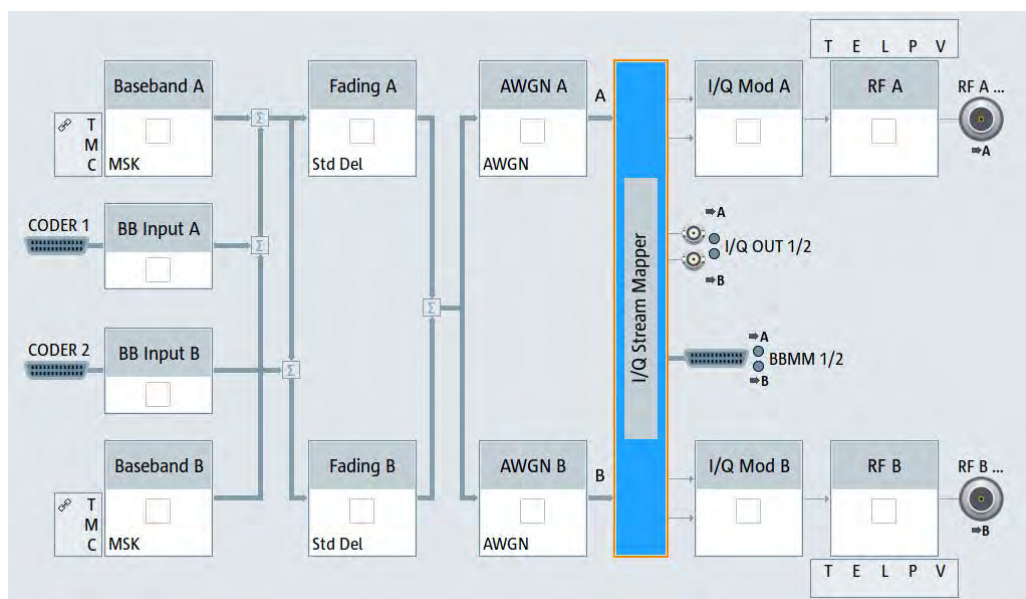 T E L P V
Baseband A
Fading A
AWGN A
A
I/Q Mod A
RF A
RF A ...
T
M
C
MSK
Σ
Std Del
AWGN
➡A
CODER 1
BB Input A
Σ
➡A
I/Q OUT 1/2
➡B
I/Q Stream Mapper
Σ
CODER 2
BB Input B
Σ
➡A
BBMM 1/2
➡B
Baseband B
Fading B
AWGN B
B
I/Q Mod B
RF B
RF B ...
T
M
C
MSK
Std Del
AWGN
➡B
T E L P V